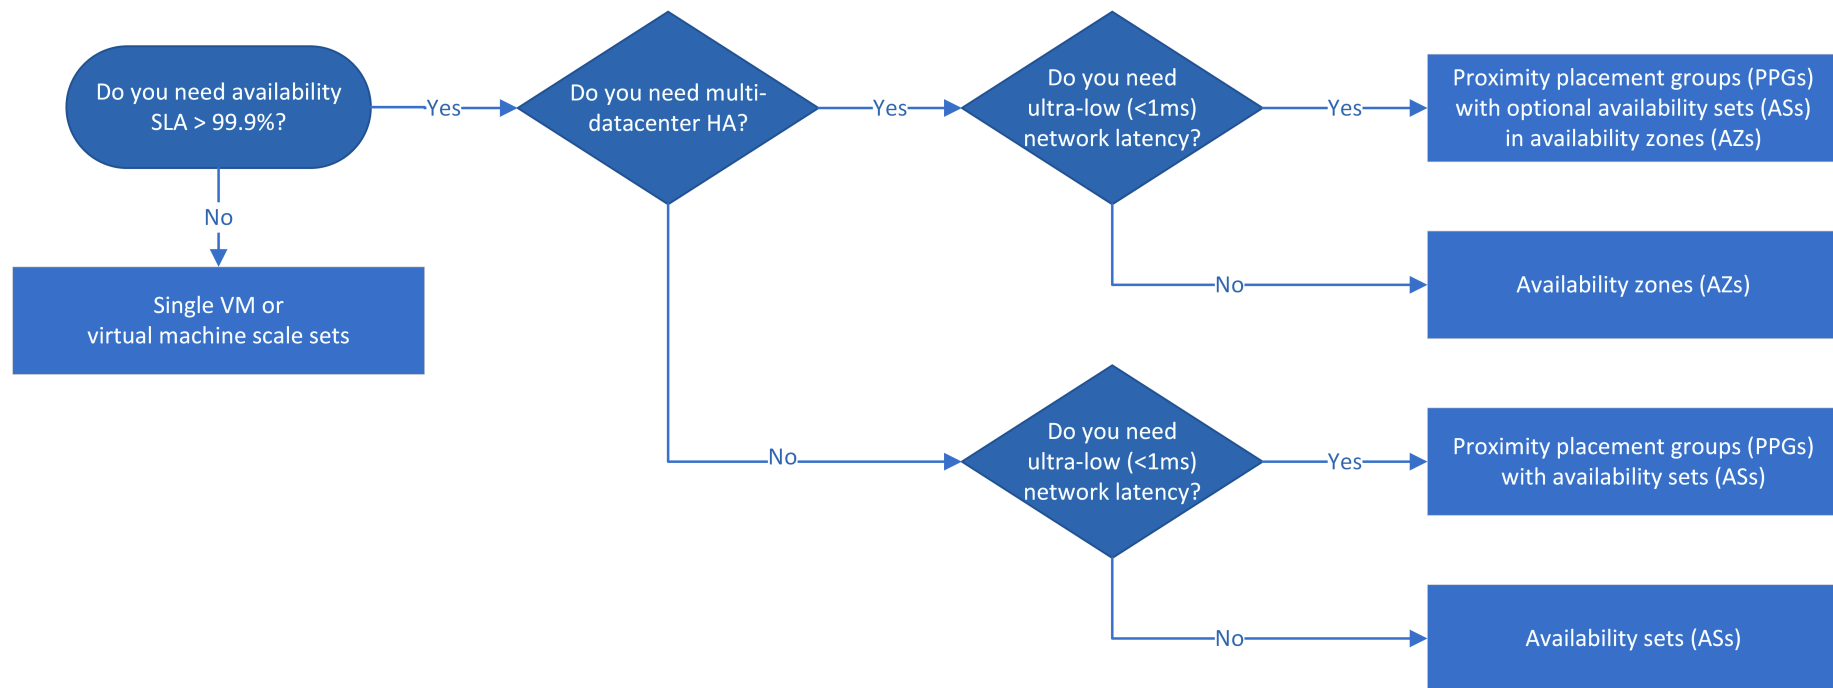 Do you need availability
SLA > 99.9%?
Yes
Do you need multi-
datacenter HA?
Yes
Do you need
ultra-low (<1ms)
network latency?
Yes
Proximity placement groups (PPGs)
with optional availability sets (ASs)
in availability zones (AZs)
No
Single VM or
virtual machine scale sets
No
Availability zones (AZs)
No
Do you need
ultra-low (<1ms)
network latency?
Yes
Proximity placement groups (PPGs)
with availability sets (ASs)
No
Availability sets (ASs)